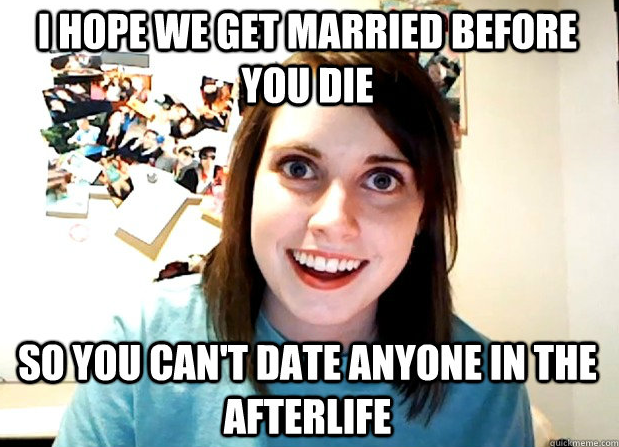 I HOPE WE GET MARRIED BEFORE
YOU DIE
SO YOU CAN'T DATE ANYONE IN THE
AFTERLIFE
quickmeme.com